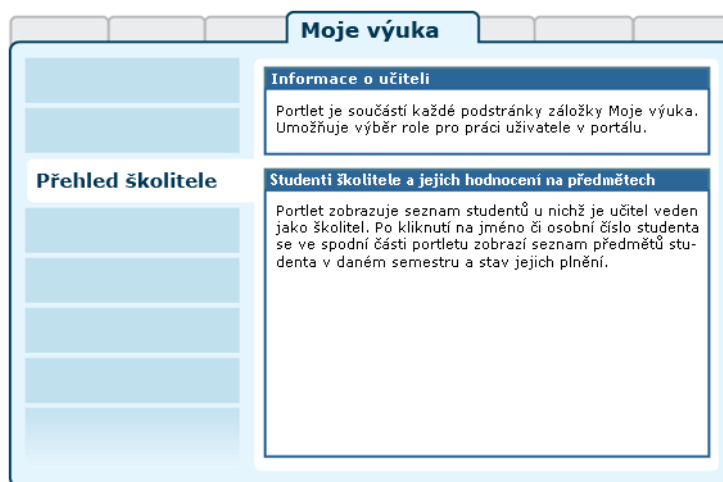 Moje výuka
Informace o učiteli
Portlet je součástí každé podstránky záložky Moje výuka.
Umožňuje výběr role pro práci uživatele v portálu.
Přehled školitele
Studenti školitele a jejich hodnocení na předmětech
Portlet zobrazuje seznam studentů u nichž je učitel veden
jako školitel. Po kliknutí na jméno či osobní číslo studenta
se ve spodní části portletu zobrazí seznam předmětů stu-
denta v daném semestru a stav jejich plnění.